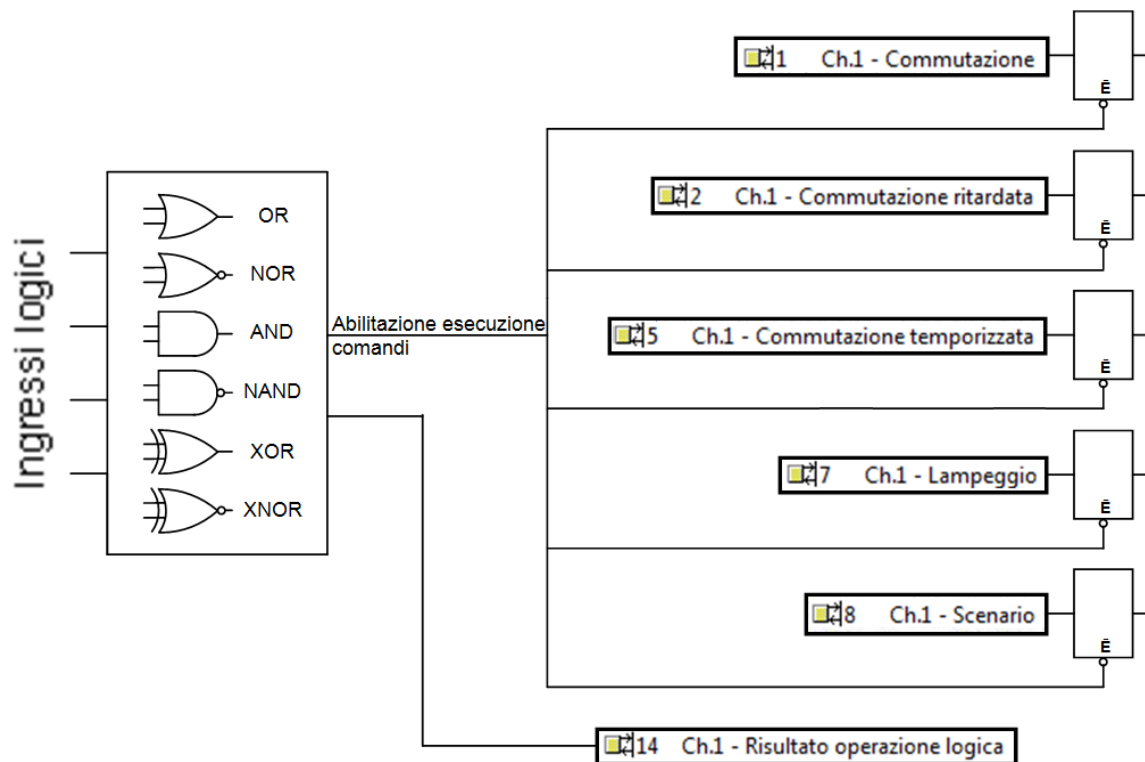 1 Ch.1 - Commutazione
Ē
2 Ch.1 - Commutazione ritardata
Ē
Ingressi logici
OR
NOR
AND
NAND
XOR
XNOR
Abilitazione esecuzione
comandi
5 Ch.1 - Commutazione temporizzata
Ē
7 Ch.1 - Lampeggio
Ē
8 Ch.1 - Scenario
Ē
14 Ch.1 - Risultato operazione logica